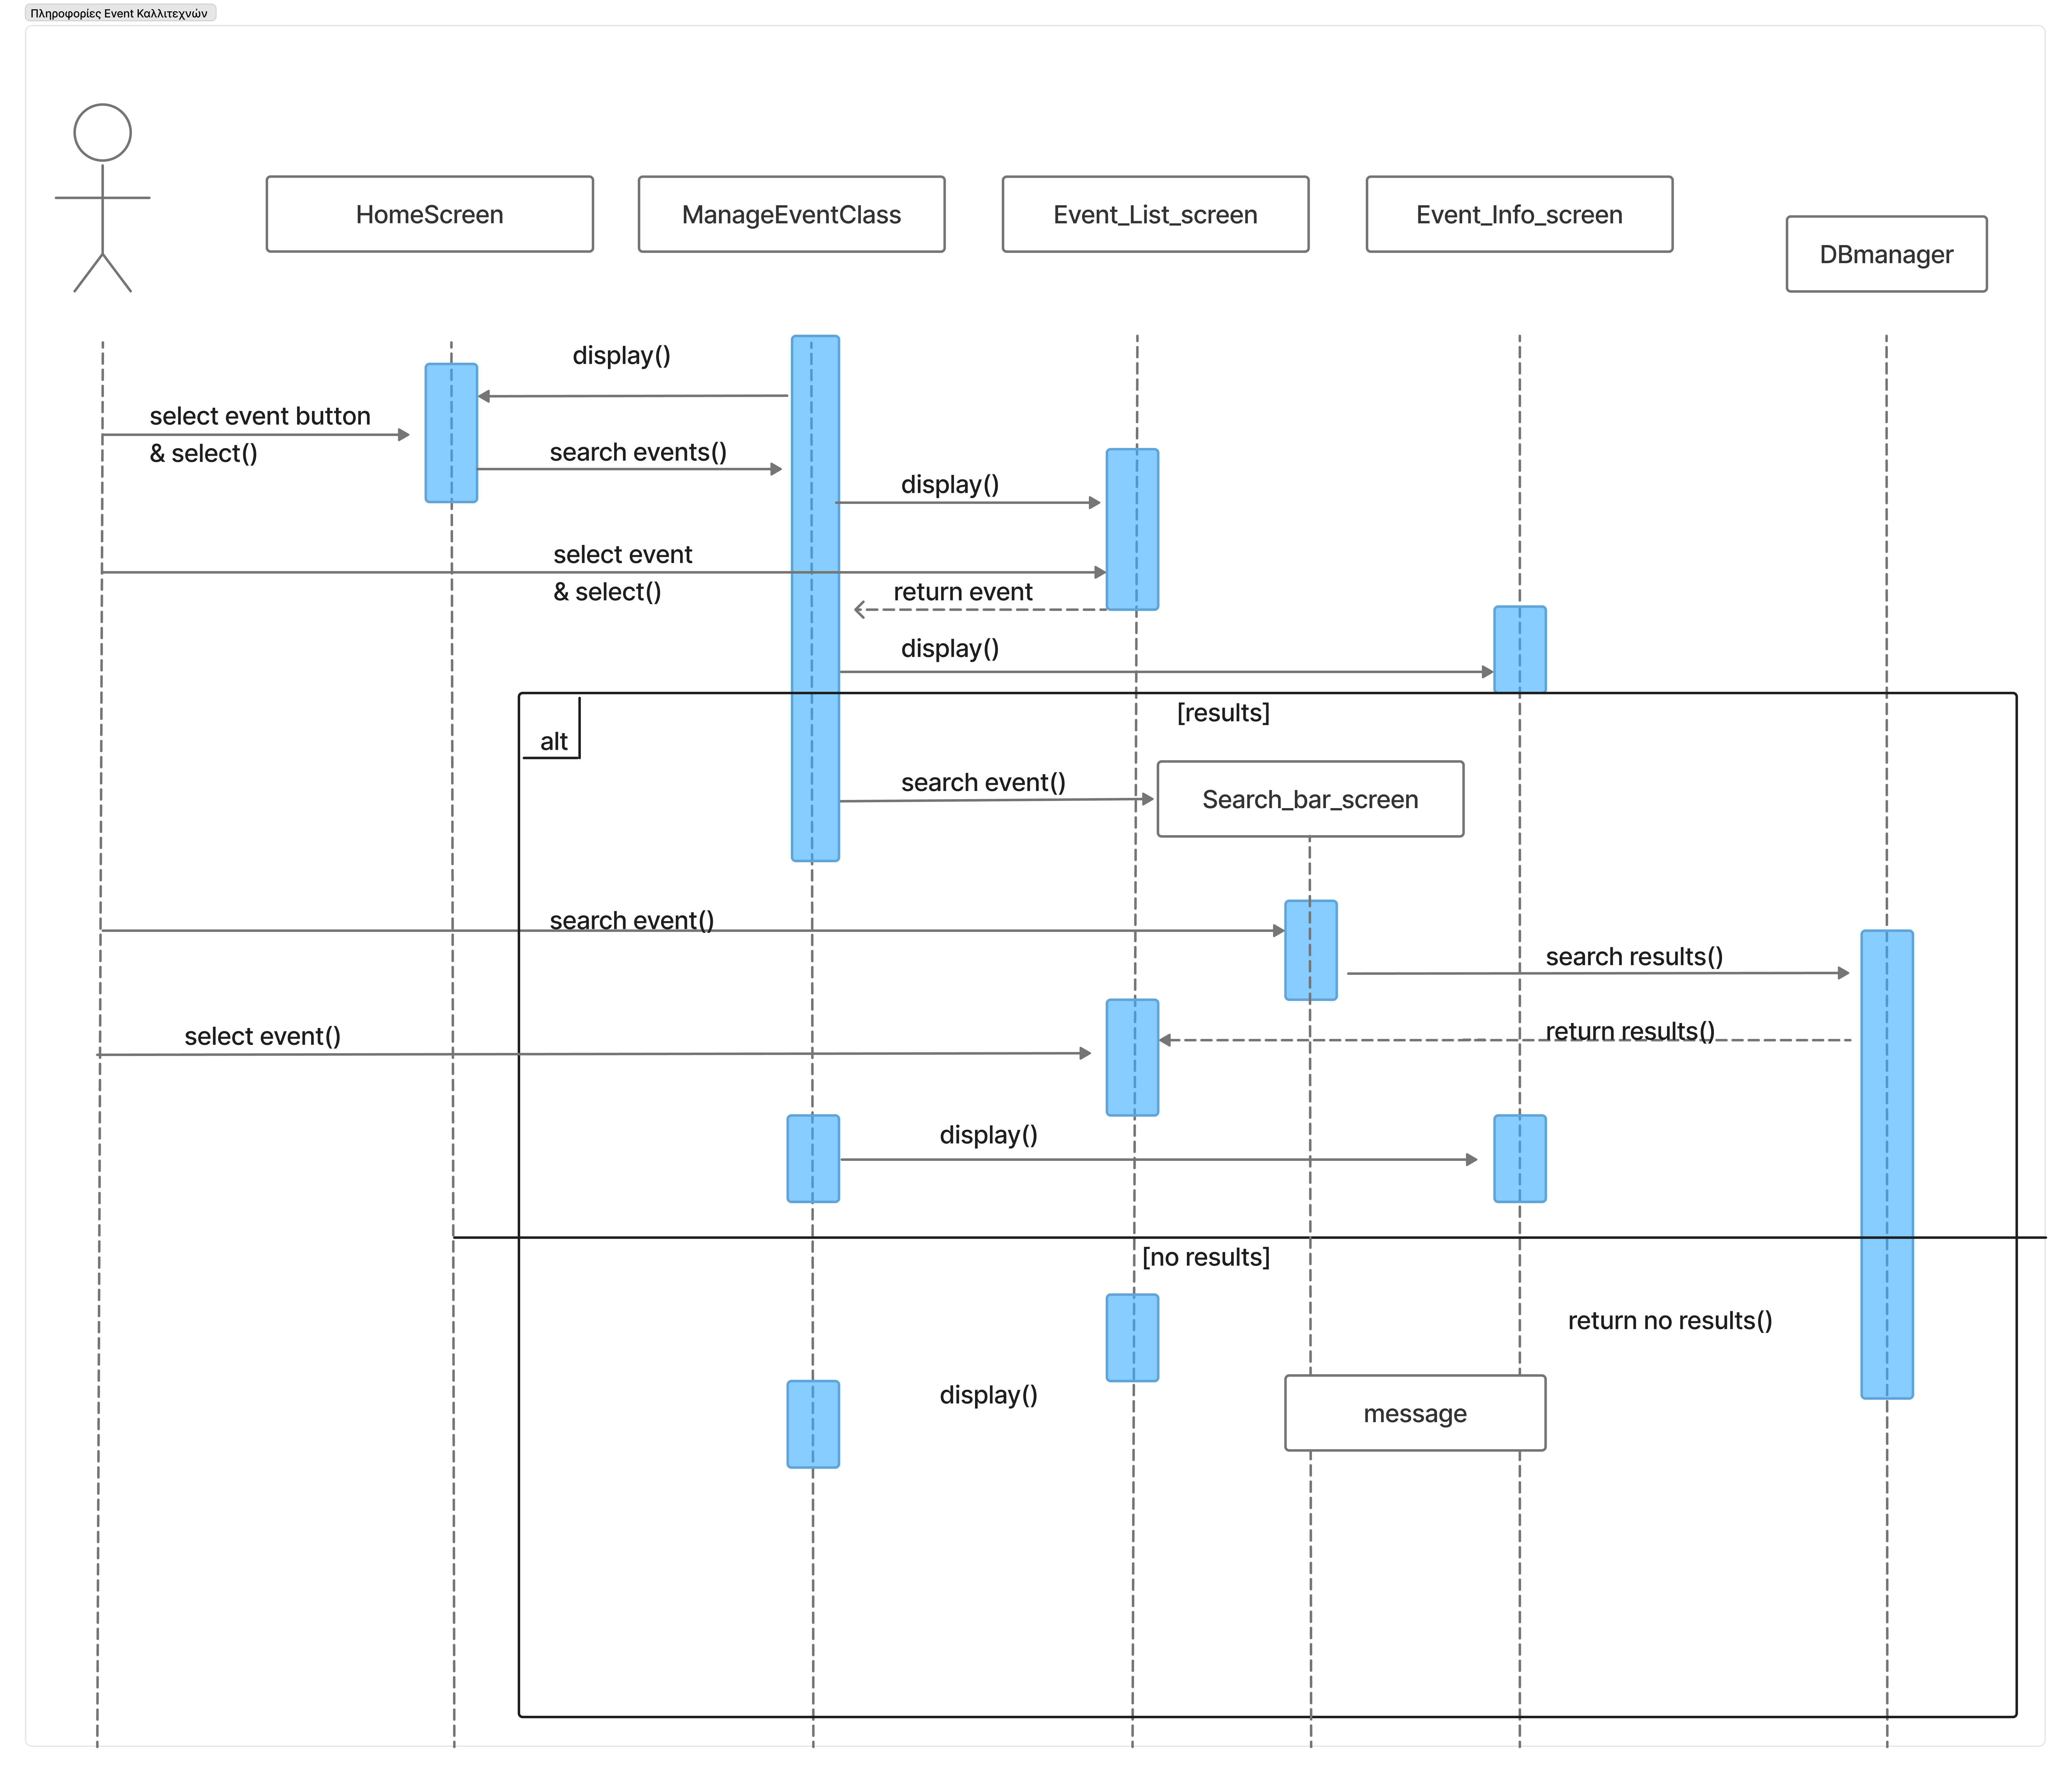 Πληροφορίες Event Καλλιτεχνών
HomeScreen
ManageEventClass
Event_List_screen
Event_Info_screen
DBmanager
display()
select event button
& select()
search events()
display()
select event
& select()
return event
display()
[results]
alt
search event()
Search_bar_screen
search event()
search results()
return results()
select event()
display()
[no results]
return no results()
display()
message